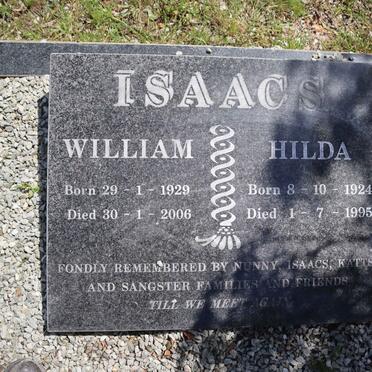 ISAACS
WILLIAM HILDA
Born 29 - 1 - 1929 Born 8 - 10 - 1924
Died 30 - 1 - 2006 Died 1 - 7 - 1995
FONDLY REMEMBERED BY NUNNY, ISAACS, KATTS
AND SANGSTER FAMILIES AND FRIENDS
TILL WE MEET AGAIN